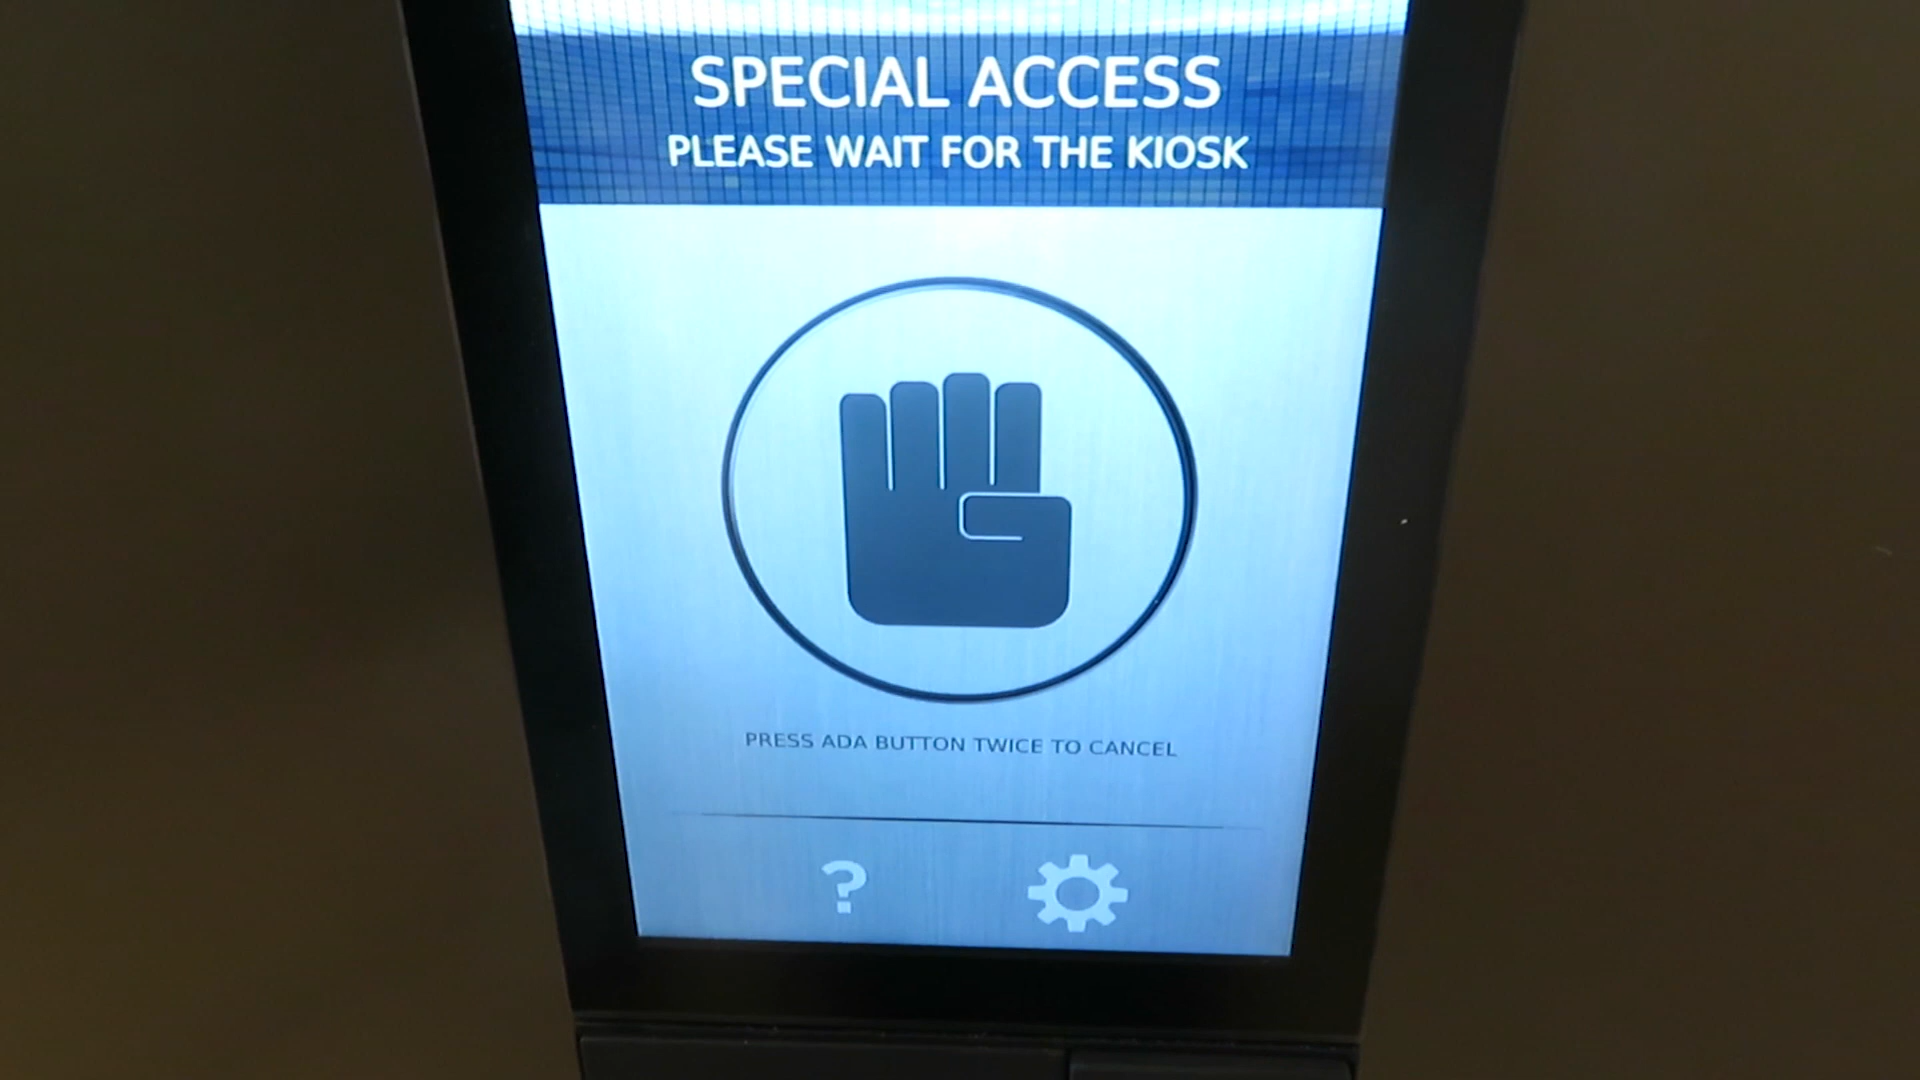 SPECIAL ACCESS
PLEASE WAIT FOR THE KIOSK
PRESS ADA BUTTON TWICE TO CANCEL
?